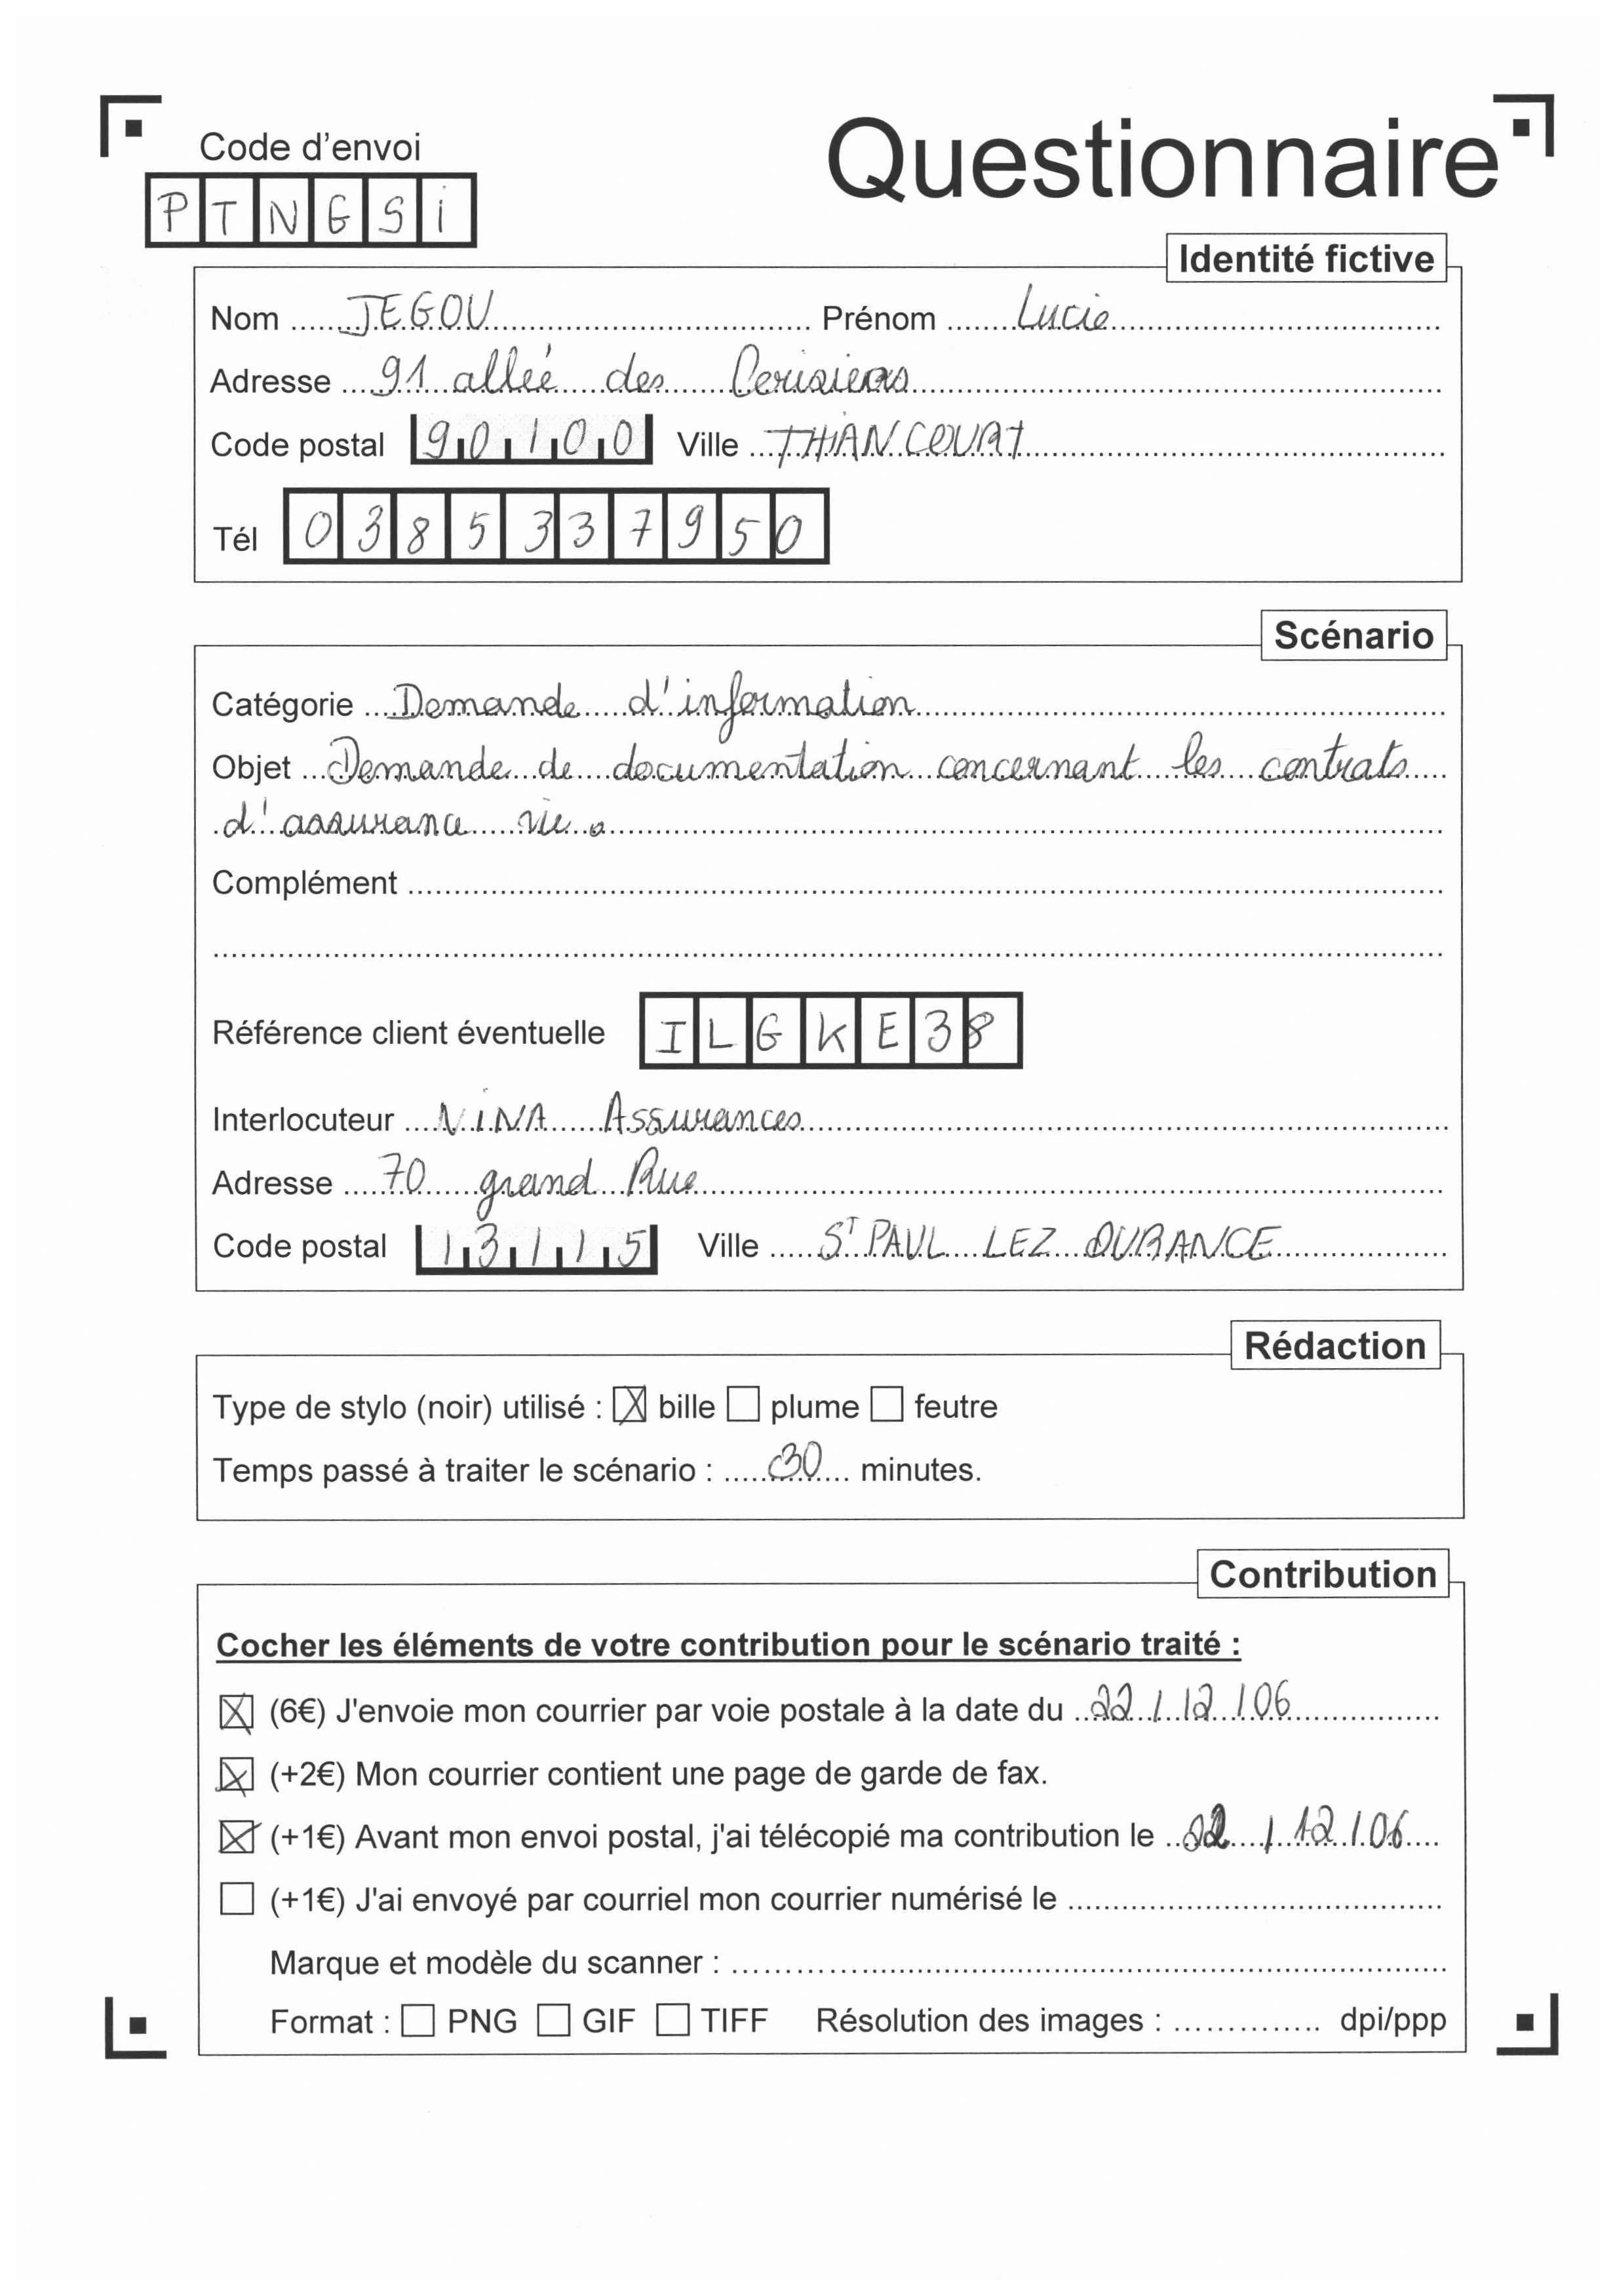 Code d'envoi
PTNGSi
Questionnaire
Identité fictive
Nom JEGOU Prénom Lucie
Adresse 91 allée des Cerisiers
Code postal 90100 Ville THIANCOURT
Tél 0385337950
Scénario
Catégorie Demande d'information
Objet Demande de documentation concernant les contrats
d'assurance vie.
Complément
Référence client éventuelle ILGKE38
Interlocuteur NiNA Assurances
Adresse 70 grand Rue
Code postal 13115 Ville ST PAUL LEZ DURANCE
Rédaction
Type de stylo (noir) utilisé : bille plume feutre
Temps passé à traiter le scénario : 30 minutes.
Contribution
Cocher les éléments de votre contribution pour le scénario traité :
(6€) J'envoie mon courrier par voie postale à la date du 22/12/06
(+2€) Mon courrier contient une page de garde de fax.
(+1€) Avant mon envoi postal, j'ai télécopié ma contribution le 22/12/06
(+1€) J'ai envoyé par courriel mon courrier numérisé le
Marque et modèle du scanner :
Format : PNG GIF TIFF Résolution des images : dpi/ppp